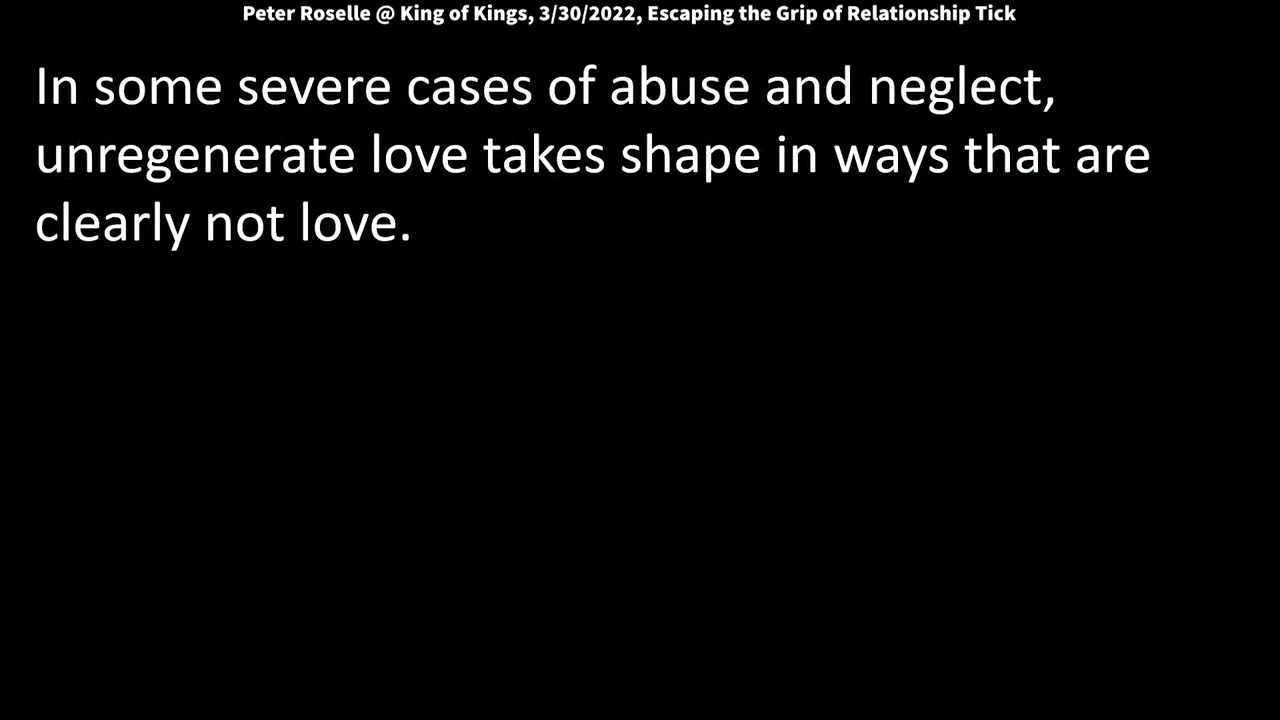 Peter Roselle @ King of Kings, 3/30/2022, Escaping the Grip of Relationship Tick
In some severe cases of abuse and neglect,
unregenerate love takes shape in ways that are
clearly not love.